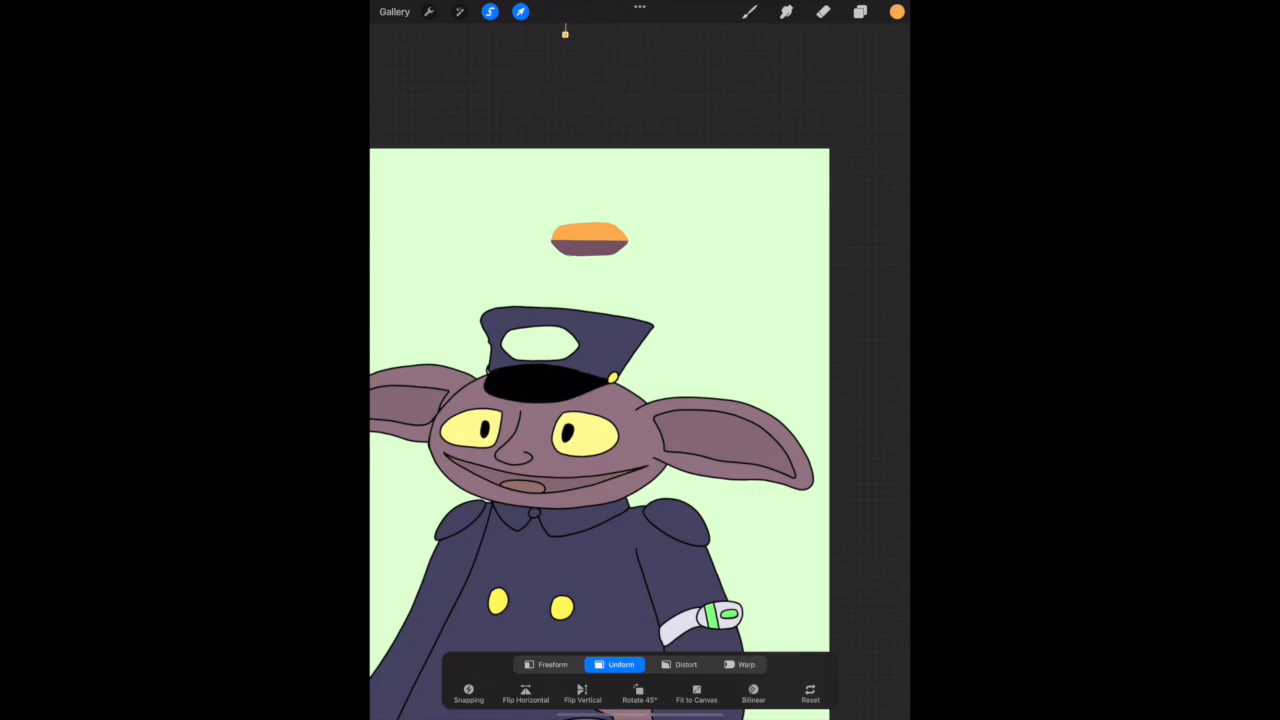 Gallery
Freeform Uniform Distort Warp
Snapping Flip Horizontal Flip Vertical Rotate 45° Fit to Canvas Bilinear Reset